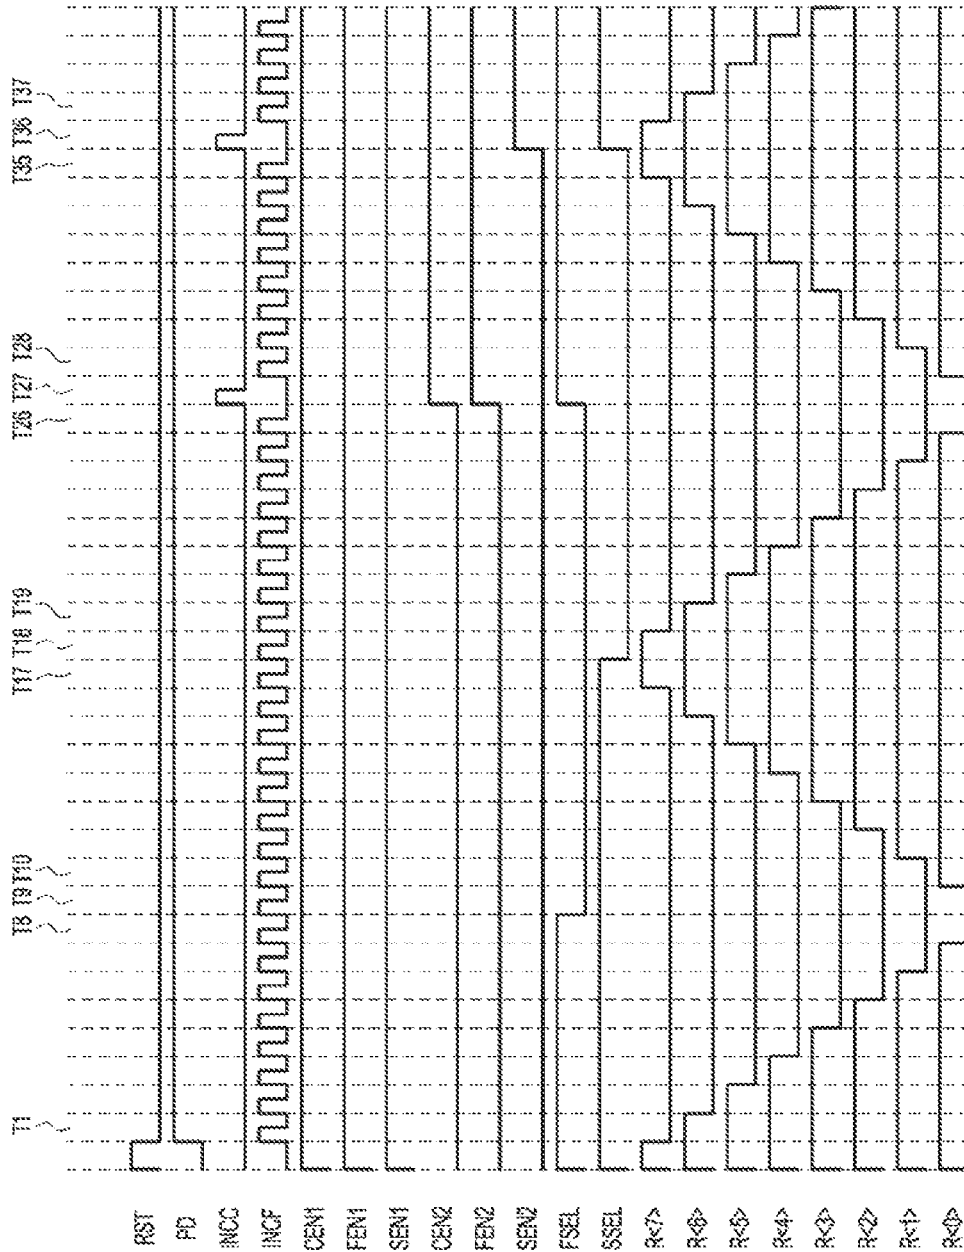 T1
T8
T9
T10
T17
T18
T19
T26
T27
T28
T35
T36
T37
RST
PD
INCC
INCF
CEN1
FEN1
SEN1
CEN2
FEN2
SEN2
FSEL
SSEL
R<7>
R<6>
R<5>
R<4>
R<3>
R<2>
R<1>
R<0>